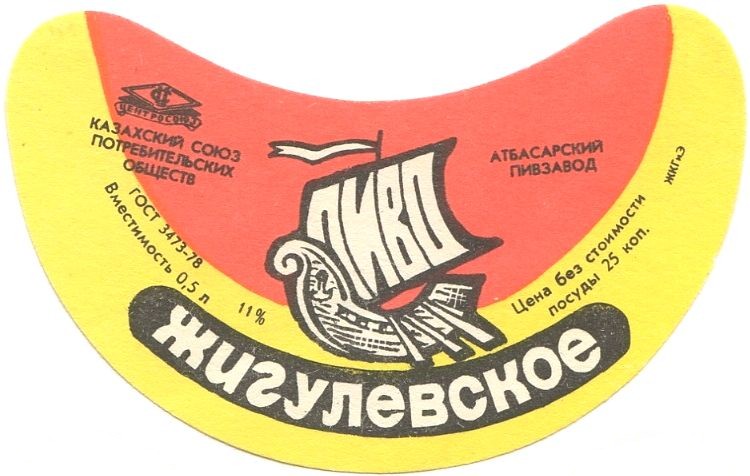 ЦЕНТРОСОЮЗ
КАЗАХСКИЙ СОЮЗ
ПОТРЕБИТЕЛЬСКИХ
ОБЩЕСТВ
ГОСТ 3473-78
Вместимость 0,5 л
11%
ПИВО
АТБАСАРСКИЙ
ПИВЗАВОД
ЖКГиЭ
Цена без стоимости
посуды 25 коп.
Жигулевское